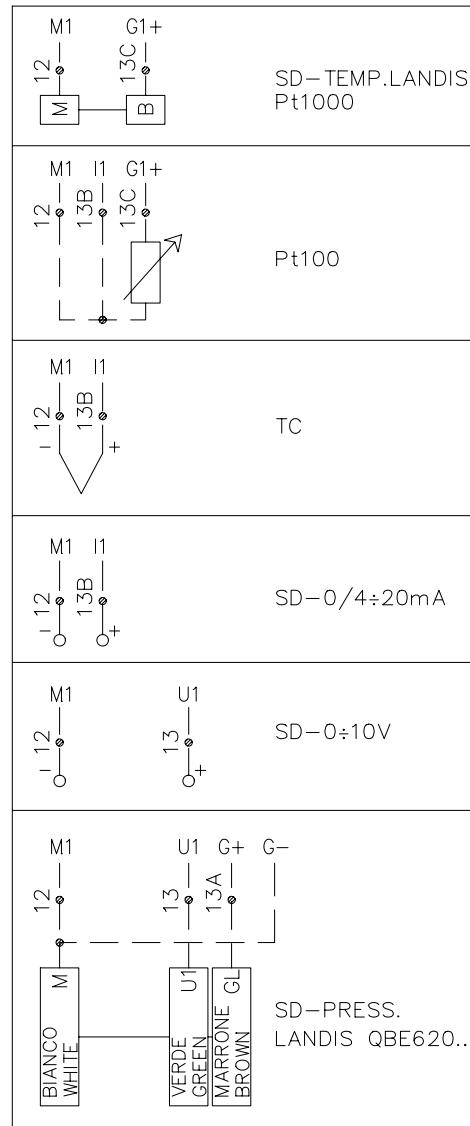 M1 G1+
12 13C
M B
SD-TEMP.LANDIS
Pt1000
M1 I1 G1+
12 13B 13C
Pt100
M1 I1
12 13B
- +
TC
M1 I1
12 13B
- +
SD-0/4÷20mA
M1 U1
12 13
- +
SD-0÷10V
M1 U1 G+ G-
12 13 13A
M U1 GL
BIANCO
WHITE
VERDE
GREEN
MARRONE
BROWN
SD-PRESS.
LANDIS QBE620..